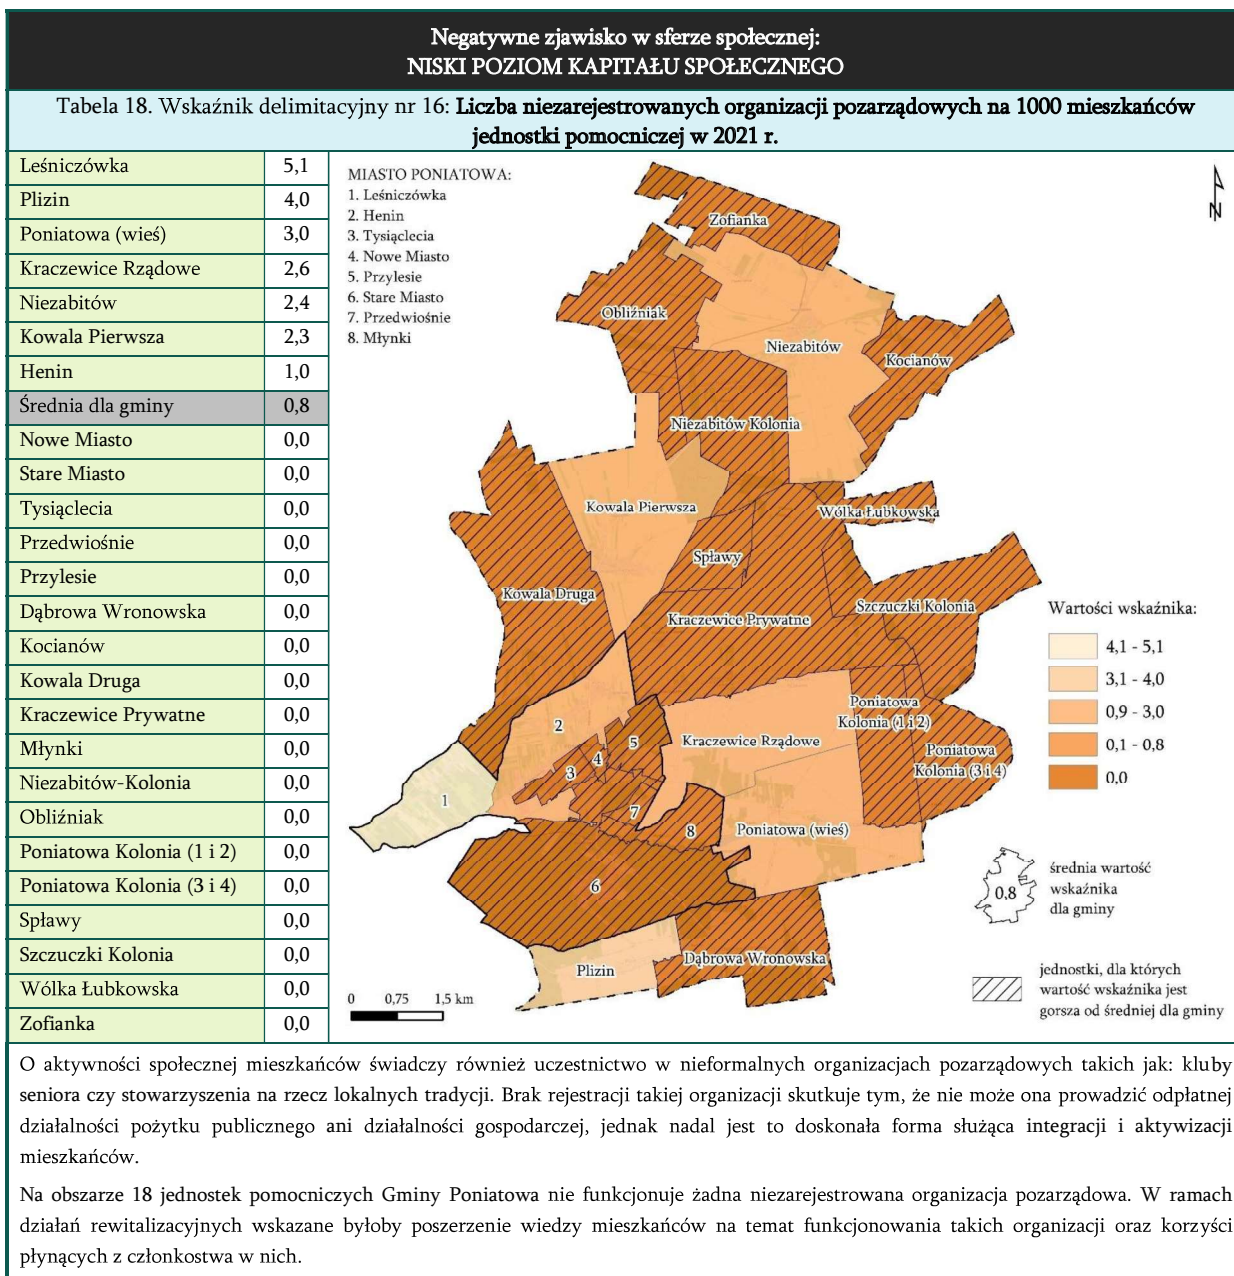 Negatywne zjawisko w sferze społecznej:
NISKI POZIOM KAPITAŁU SPOŁECZNEGO
Tabela 18. Wskaźnik delimitacyjny nr 16: Liczba niezarejestrowanych organizacji pozarządowych na 1000 mieszkańców
jednostki pomocniczej w 2021 r.
Leśniczówka 5,1
Plizin 4,0
Poniatowa (wieś) 3,0
Kraczewice Rządowe 2,6
Niezabitów 2,4
Kowala Pierwsza 2,3
Henin 1,0
Średnia dla gminy 0,8
Nowe Miasto 0,0
Stare Miasto 0,0
Tysiąclecia 0,0
Przedwiośnie 0,0
Przylesie 0,0
Dąbrowa Wronowska 0,0
Kocianów 0,0
Kowala Druga 0,0
Kraczewice Prywatne 0,0
Młynki 0,0
Niezabitów-Kolonia 0,0
Obliźniak 0,0
Poniatowa Kolonia (1 i 2) 0,0
Poniatowa Kolonia (3 i 4) 0,0
Spławy 0,0
Szczuczki Kolonia 0,0
Wólka Łubkowska 0,0
Zofianka 0,0
MIASTO PONIATOWA:
1. Leśniczówka
2. Henin
3. Tysiąclecia
4. Nowe Miasto
5. Przylesie
6. Stare Miasto
7. Przedwiośnie
8. Młynki
N
Zofianka
Obliźniak
Niezabitów
Kocianów
Niezabitów Kolonia
Kowala Pierwsza
Wólka Łubkowska
Spławy
Kowala Druga
Szczuczki Kolonia
Kraczewice Prywatne
Poniatowa
Kolonia (1 i 2)
Kraczewice Rządowe
Poniatowa
Kolonia (3 i 4)
Poniatowa (wieś)
Plizin
Dąbrowa Wronowska
1
2
3
4
5
6
7
8
0 0,75 1,5 km
Wartości wskaźnika:
4,1 - 5,1
3,1 - 4,0
0,9 - 3,0
0,1 - 0,8
0,0
0,8
średnia wartość
wskaźnika
dla gminy
jednostki, dla których
wartość wskaźnika jest
gorsza od średniej dla gminy
O aktywności społecznej mieszkańców świadczy również uczestnictwo w nieformalnych organizacjach pozarządowych takich jak: kluby
seniora czy stowarzyszenia na rzecz lokalnych tradycji. Brak rejestracji takiej organizacji skutkuje tym, że nie może ona prowadzić odpłatnej
działalności pożytku publicznego ani działalności gospodarczej, jednak nadal jest to doskonała forma służąca integracji i aktywizacji
mieszkańców.
Na obszarze 18 jednostek pomocniczych Gminy Poniatowa nie funkcjonuje żadna niezarejestrowana organizacja pozarządowa. W ramach
działań rewitalizacyjnych wskazane byłoby poszerzenie wiedzy mieszkańców na temat funkcjonowania takich organizacji oraz korzyści
płynących z członkostwa w nich.